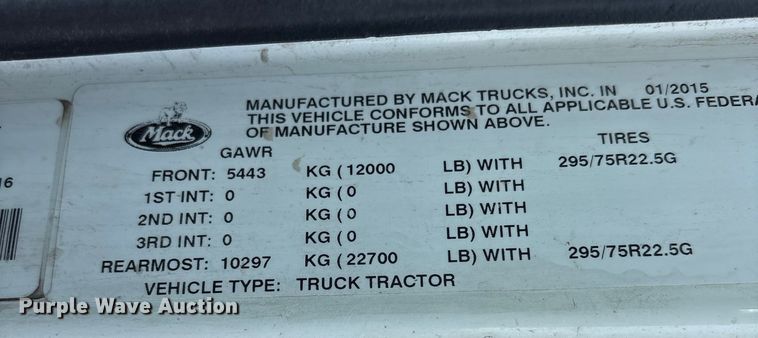 MANUFACTURED BY MACK TRUCKS, INC. IN 01/2015
THIS VEHICLE CONFORMS TO ALL APPLICABLE U.S. FEDERA
OF MANUFACTURE SHOWN ABOVE.
Mack
GAWR TIRES
FRONT: 5443 KG ( 12000 LB) WITH 295/75R22.5G
1ST INT: 0 KG ( 0 LB) WITH
2ND INT: 0 KG ( 0 LB) WITH
3RD INT: 0 KG ( 0 LB) WITH
REARMOST: 10297 KG ( 22700 LB) WITH 295/75R22.5G
VEHICLE TYPE: TRUCK TRACTOR
16
Purple Wave Auction